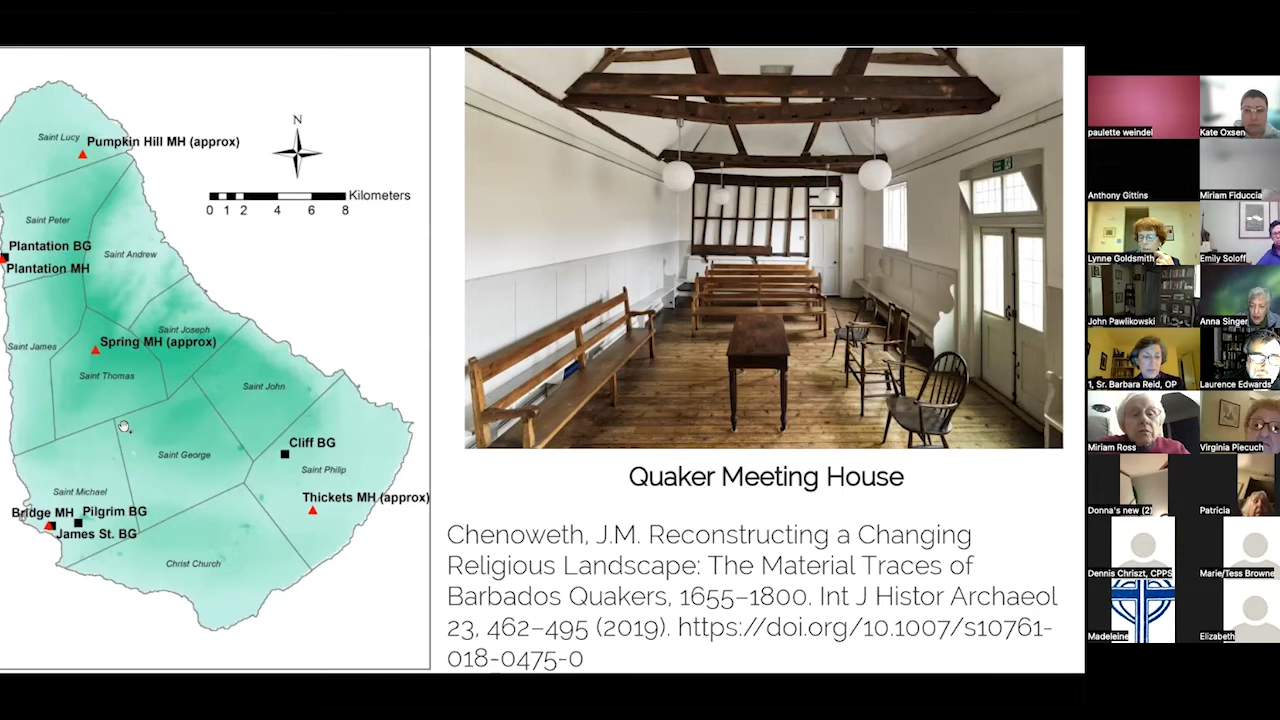 N
Saint Lucy
Pumpkin Hill MH (approx)
Kilometers
0 1 2 4 6 8
Saint Peter
Plantation BG
Plantation MH
Saint Andrew
Saint James
Saint Joseph
Spring MH (approx)
Saint Thomas
Saint John
Cliff BG
Saint George
Saint Philip
Thickets MH (approx)
Saint Michael
Bridge MH
Pilgrim BG
James St. BG
Christ Church
Quaker Meeting House
Chenoweth, J.M. Reconstructing a Changing
Religious Landscape: The Material Traces of
Barbados Quakers, 1655–1800. Int J Histor Archaeol
23, 462–495 (2019). https://doi.org/10.1007/s10761-
018-0475-0
paulette weindel
Kate Oxsen
Anthony Gittins
Miriam Fiduccia
Lynne Goldsmith
Emily Soloff
John Pawlikowski
Anna Singer
1, Sr. Barbara Reid, OP
Laurence Edwards
Miriam Ross
Virginia Piecuch
Donna's new (2)
Patricia
Dennis Chriszt, CPPS
Marie/Tess Browne
Madeleine
Elizabeth